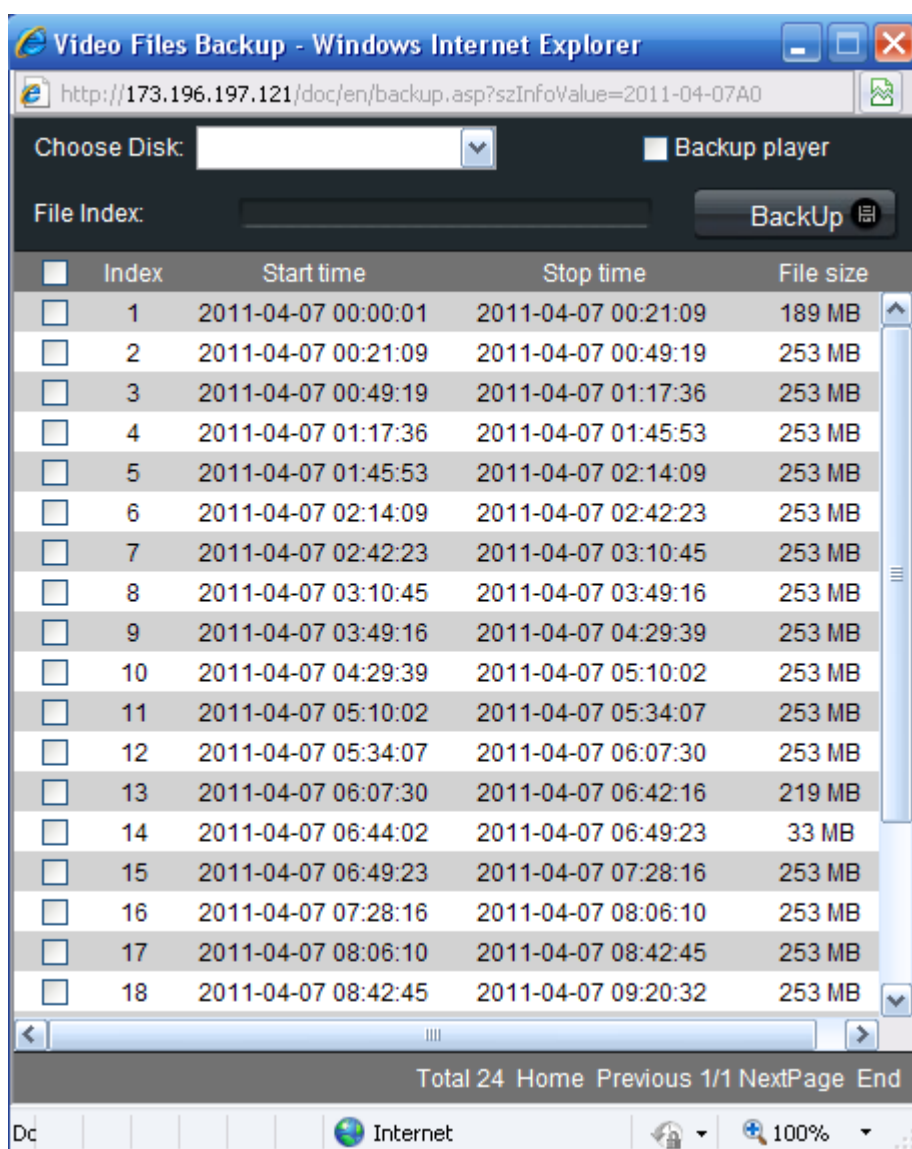 Video Files Backup - Windows Internet Explorer
http://173.196.197.121/doc/en/backup.asp?szInfoValue=2011-04-07A0
Choose Disk: Backup player
File Index: BackUp
Index Start time Stop time File size
1 2011-04-07 00:00:01 2011-04-07 00:21:09 189 MB
2 2011-04-07 00:21:09 2011-04-07 00:49:19 253 MB
3 2011-04-07 00:49:19 2011-04-07 01:17:36 253 MB
4 2011-04-07 01:17:36 2011-04-07 01:45:53 253 MB
5 2011-04-07 01:45:53 2011-04-07 02:14:09 253 MB
6 2011-04-07 02:14:09 2011-04-07 02:42:23 253 MB
7 2011-04-07 02:42:23 2011-04-07 03:10:45 253 MB
8 2011-04-07 03:10:45 2011-04-07 03:49:16 253 MB
9 2011-04-07 03:49:16 2011-04-07 04:29:39 253 MB
10 2011-04-07 04:29:39 2011-04-07 05:10:02 253 MB
11 2011-04-07 05:10:02 2011-04-07 05:34:07 253 MB
12 2011-04-07 05:34:07 2011-04-07 06:07:30 253 MB
13 2011-04-07 06:07:30 2011-04-07 06:42:16 219 MB
14 2011-04-07 06:44:02 2011-04-07 06:49:23 33 MB
15 2011-04-07 06:49:23 2011-04-07 07:28:16 253 MB
16 2011-04-07 07:28:16 2011-04-07 08:06:10 253 MB
17 2011-04-07 08:06:10 2011-04-07 08:42:45 253 MB
18 2011-04-07 08:42:45 2011-04-07 09:20:32 253 MB
Total 24 Home Previous 1/1 NextPage End
Internet 100%